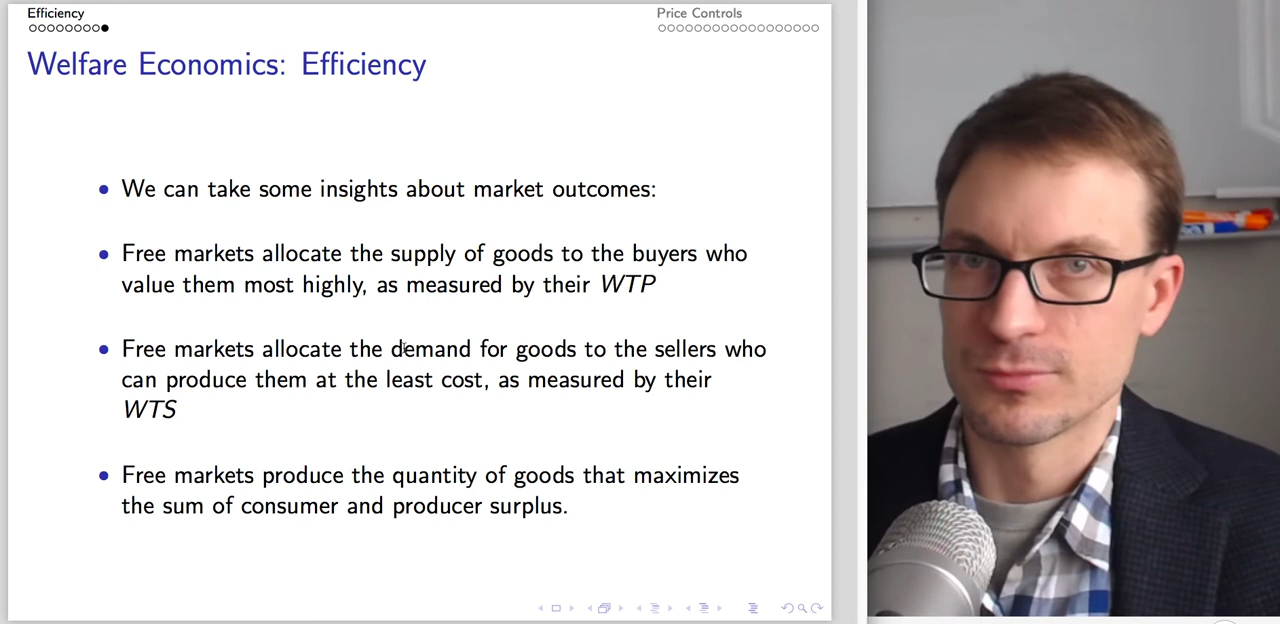 Efficiency
Price Controls
Welfare Economics: Efficiency
• We can take some insights about market outcomes:
• Free markets allocate the supply of goods to the buyers who
value them most highly, as measured by their WTP
• Free markets allocate the demand for goods to the sellers who
can produce them at the least cost, as measured by their
WTS
• Free markets produce the quantity of goods that maximizes
the sum of consumer and producer surplus.